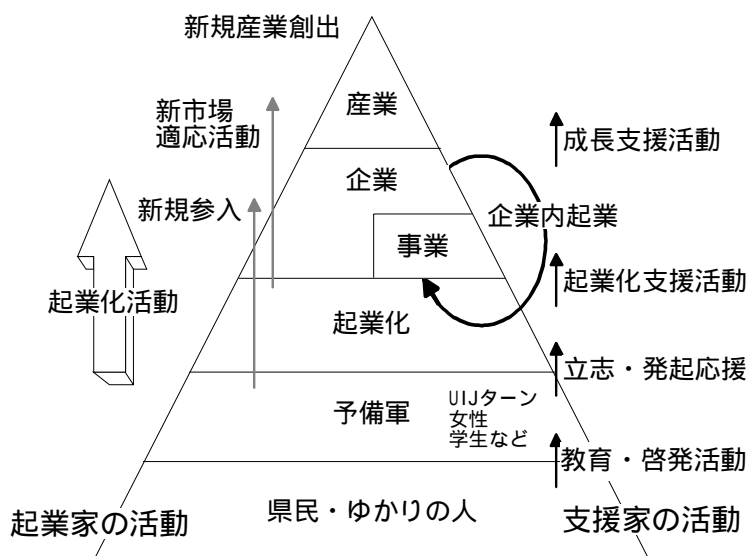 新規産業創出
産業
新市場
適応活動
成長支援活動
企業
新規参入
企業内起業
事業
起業化支援活動
起業化活動
起業化
立志・発起応援
予備軍
UIJターン
女性
学生など
教育・啓発活動
県民・ゆかりの人
起業家の活動
支援家の活動